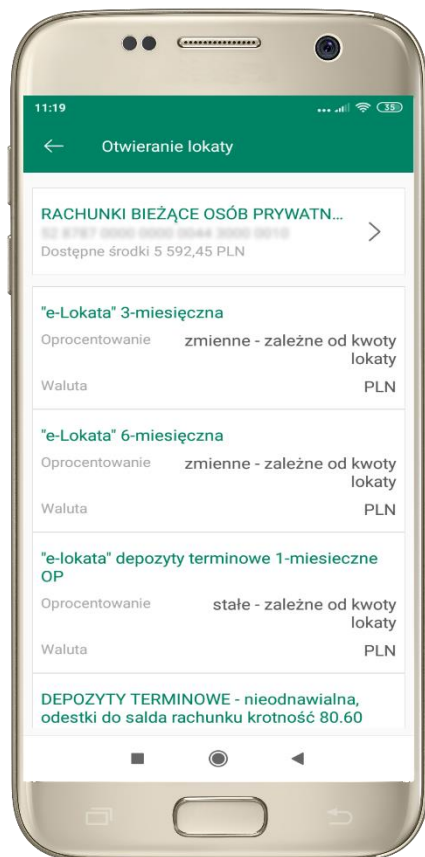 11:19
35
Otwieranie lokaty
RACHUNKI BIEŻĄCE OSÓB PRYWATN...
Dostępne środki 5 592,45 PLN
"e-Lokata" 3-miesięczna
Oprocentowanie zmienne - zależne od kwoty
lokaty
Waluta PLN
"e-Lokata" 6-miesięczna
Oprocentowanie zmienne - zależne od kwoty
lokaty
Waluta PLN
"e-lokata" depozyty terminowe 1-miesieczne
OP
Oprocentowanie stałe - zależne od kwoty
lokaty
Waluta PLN
DEPOZYTY TERMINOWE - nieodnawialna,
odestki do salda rachunku krotność 80.60